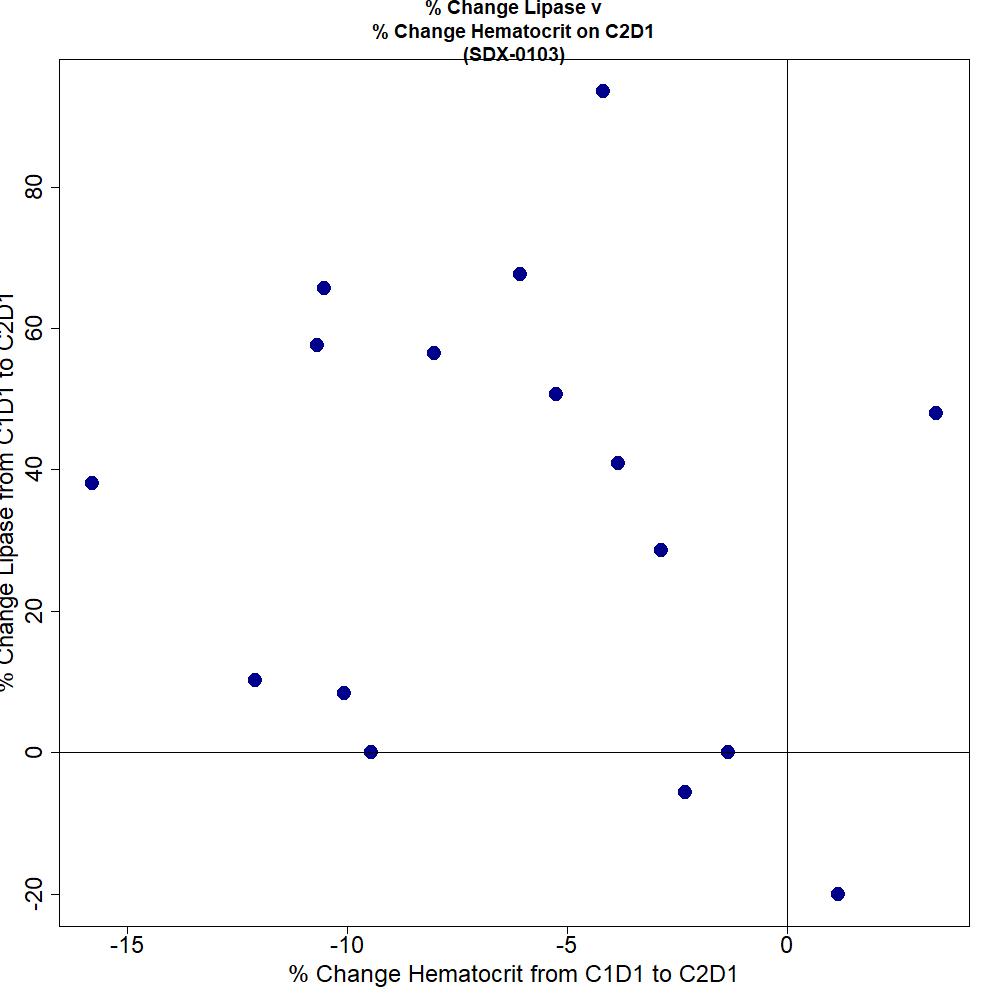 % Change Lipase v
% Change Hematocrit on C2D1
(SDX-0103)
% Change Lipase from C1D1 to C2D1
80
60
40
20
0
-20
-15
-10
-5
0
% Change Hematocrit from C1D1 to C2D1